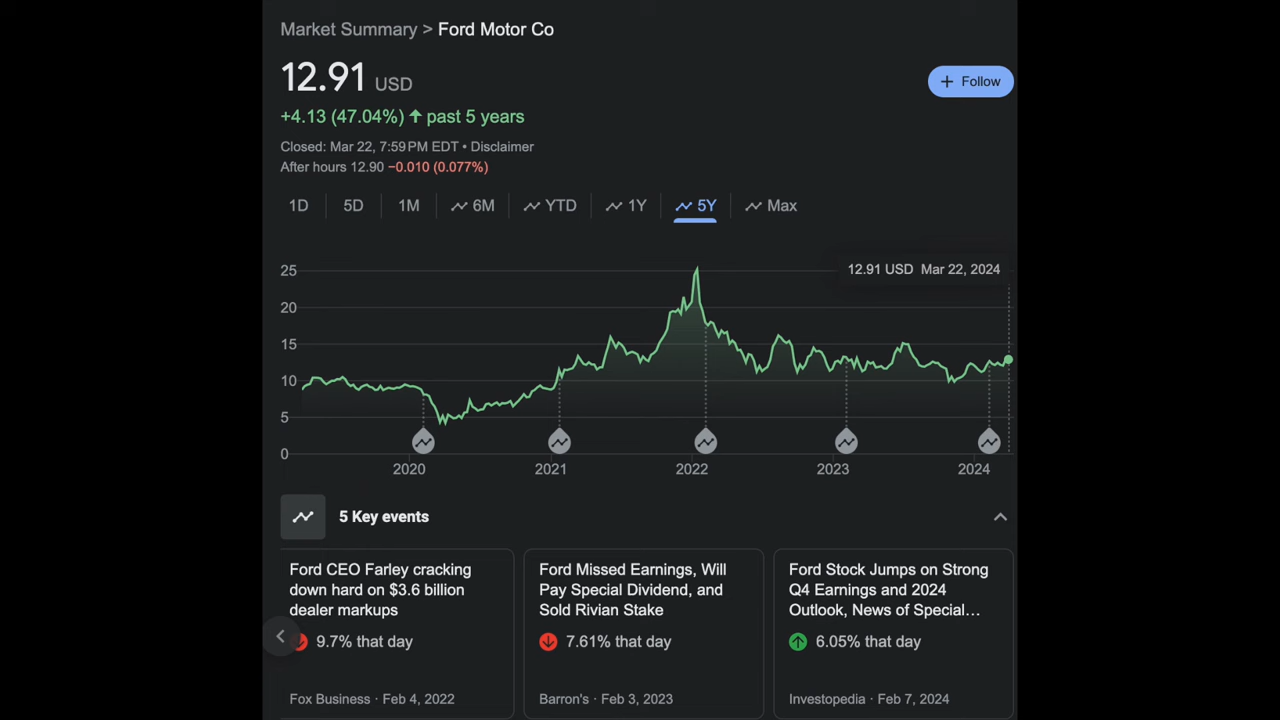 Market Summary > Ford Motor Co
12.91 USD
+ Follow
+4.13 (47.04%) ↑ past 5 years
Closed: Mar 22, 7:59 PM EDT • Disclaimer
After hours 12.90 −0.010 (0.077%)
1D 5D 1M 6M YTD 1Y 5Y Max
12.91 USD Mar 22, 2024
25
20
15
10
5
0
2020 2021 2022 2023 2024
5 Key events
Ford CEO Farley cracking
down hard on $3.6 billion
dealer markups
9.7% that day
Fox Business · Feb 4, 2022
Ford Missed Earnings, Will
Pay Special Dividend, and
Sold Rivian Stake
7.61% that day
Barron's · Feb 3, 2023
Ford Stock Jumps on Strong
Q4 Earnings and 2024
Outlook, News of Special...
6.05% that day
Investopedia · Feb 7, 2024